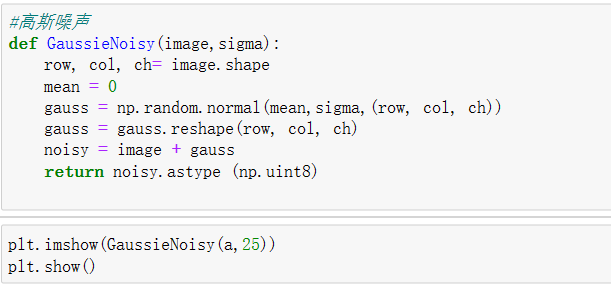 #高斯噪声
def GaussieNoisy(image,sigma):
    row, col, ch= image.shape
    mean = 0
    gauss = np.random.normal(mean,sigma,(row, col, ch))
    gauss = gauss.reshape(row, col, ch)
    noisy = image + gauss
    return noisy.astype (np.uint8)
plt.imshow(GaussieNoisy(a,25))
plt.show()